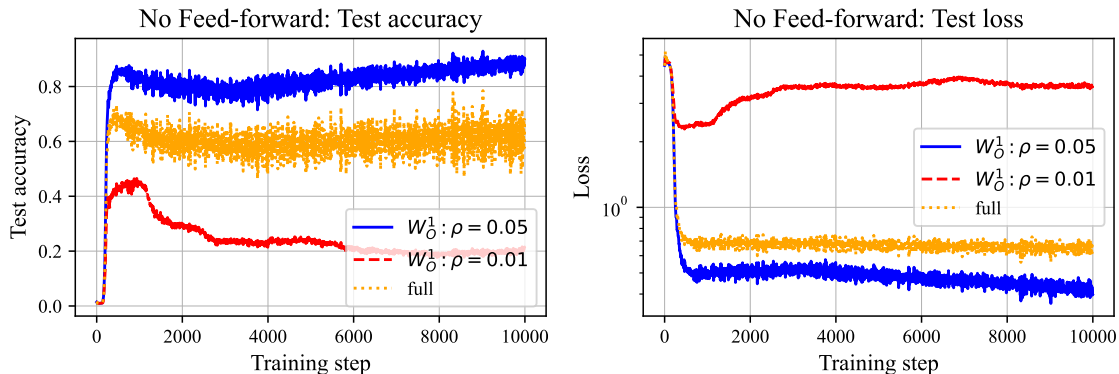 No Feed-forward: Test accuracy
Test accuracy
0.8
0.6
0.4
0.2
0.0
0
2000
4000
6000
8000
10000
Training step
W_O^1 : ρ = 0.05
W_O^1 : ρ = 0.01
full
No Feed-forward: Test loss
Loss
10^0
0
2000
4000
6000
8000
10000
Training step
W_O^1 : ρ = 0.05
W_O^1 : ρ = 0.01
full